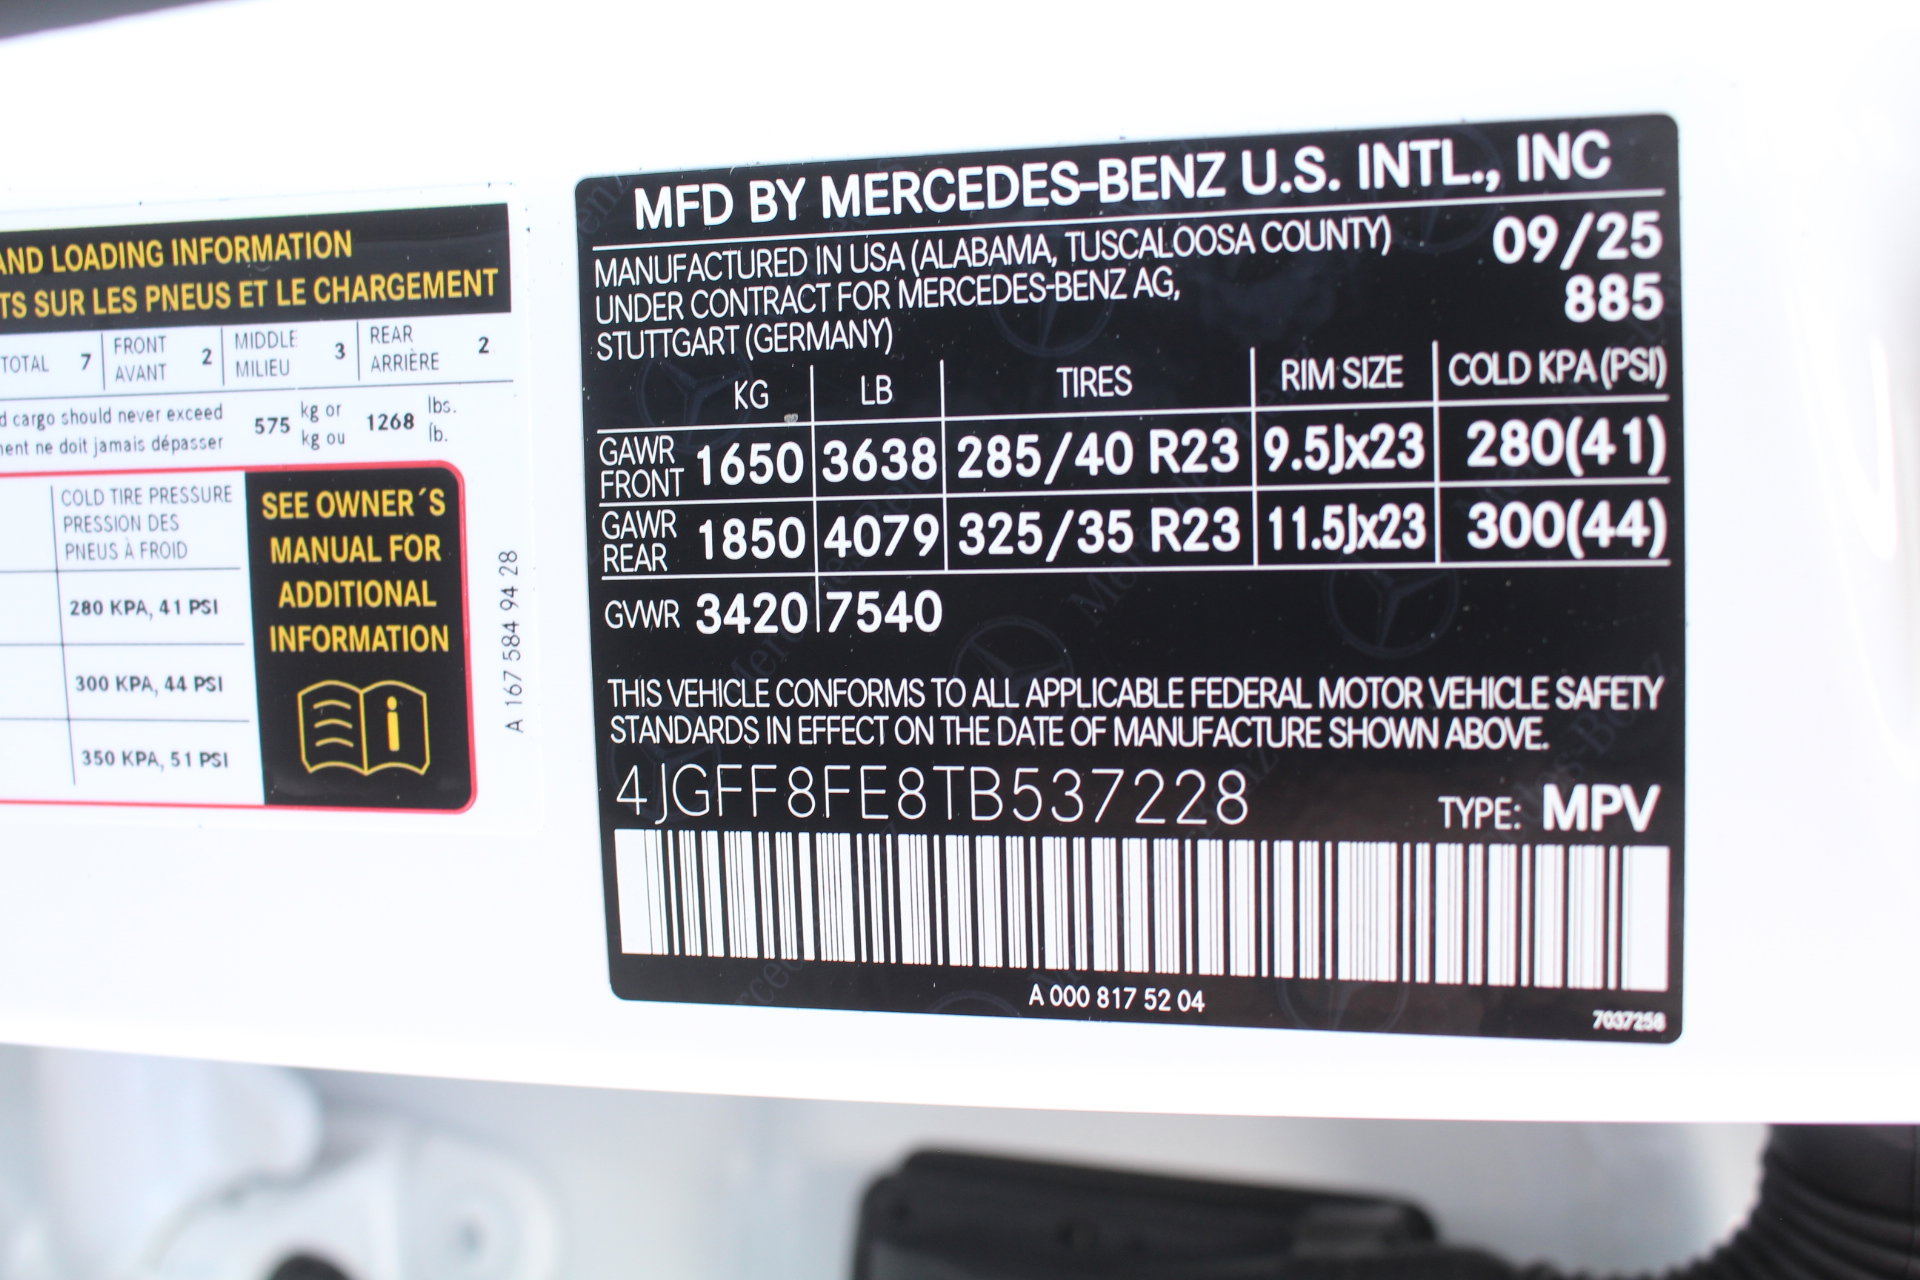 AND LOADING INFORMATION
TS SUR LES PNEUS ET LE CHARGEMENT
TOTAL 7 FRONT AVANT 2 MIDDLE MILIEU 3 REAR ARRIÈRE 2
d cargo should never exceed 575 kg or 1268 lbs.
ment ne doit jamais dépasser kg ou lb.
COLD TIRE PRESSURE
PRESSION DES
PNEUS À FROID
280 KPA, 41 PSI
300 KPA, 44 PSI
350 KPA, 51 PSI
SEE OWNER´S
MANUAL FOR
ADDITIONAL
INFORMATION
A 167 584 94 28
MFD BY MERCEDES-BENZ U.S. INTL., INC
MANUFACTURED IN USA (ALABAMA, TUSCALOOSA COUNTY) 09/25
UNDER CONTRACT FOR MERCEDES-BENZ AG, 885
STUTTGART (GERMANY)
KG LB TIRES RIM SIZE COLD KPA (PSI)
GAWR FRONT 1650 3638 285/40 R23 9.5Jx23 280(41)
GAWR REAR 1850 4079 325/35 R23 11.5Jx23 300(44)
GVWR 3420 7540
THIS VEHICLE CONFORMS TO ALL APPLICABLE FEDERAL MOTOR VEHICLE SAFETY
STANDARDS IN EFFECT ON THE DATE OF MANUFACTURE SHOWN ABOVE.
4JGFF8FE8TB537228 TYPE: MPV
A 000 817 52 04
7037258